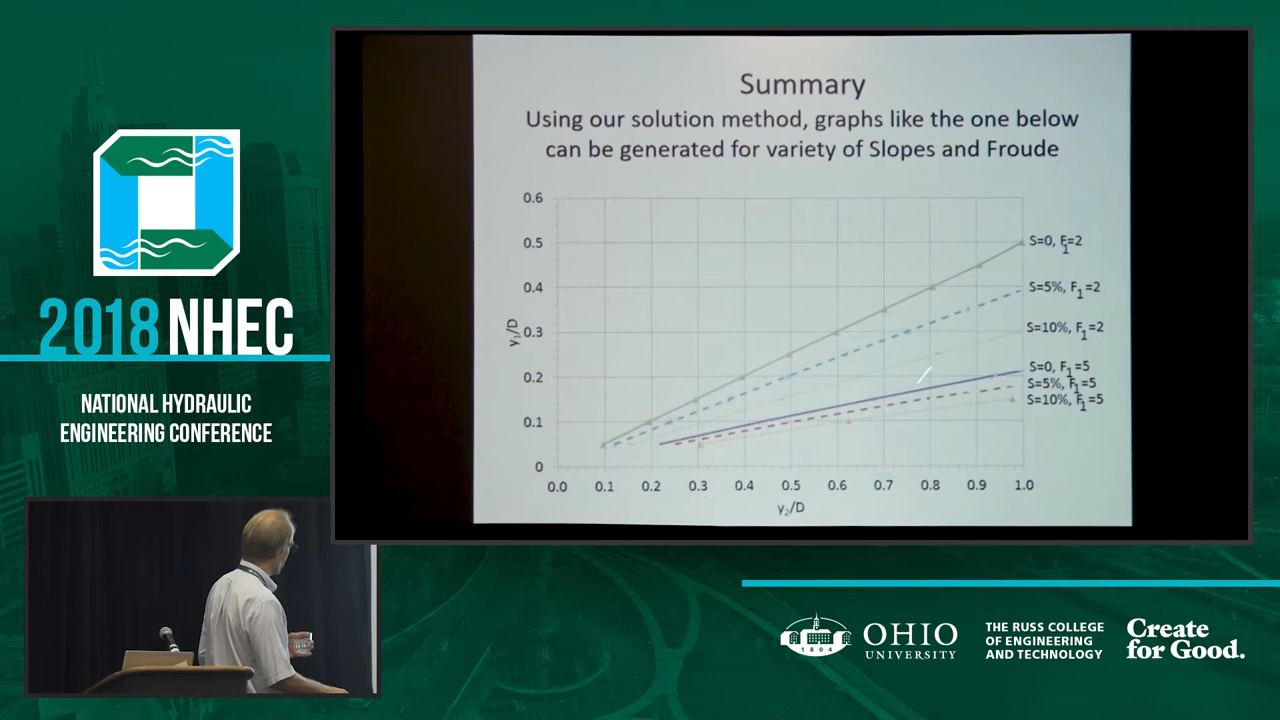 2018 NHEC
NATIONAL HYDRAULIC
ENGINEERING CONFERENCE
Summary
Using our solution method, graphs like the one below
can be generated for variety of Slopes and Froude
0.6
0.5
0.4
0.3
0.2
0.1
0
y₁/D
0.0 0.1 0.2 0.3 0.4 0.5 0.6 0.7 0.8 0.9 1.0
y₂/D
S=0, F₁=2
S=5%, F₁=2
S=10%, F₁=2
S=0, F₁=5
S=5%, F₁=5
S=10%, F₁=5
OHIO
UNIVERSITY
1804
THE RUSS COLLEGE
OF ENGINEERING
AND TECHNOLOGY
Create
for Good.